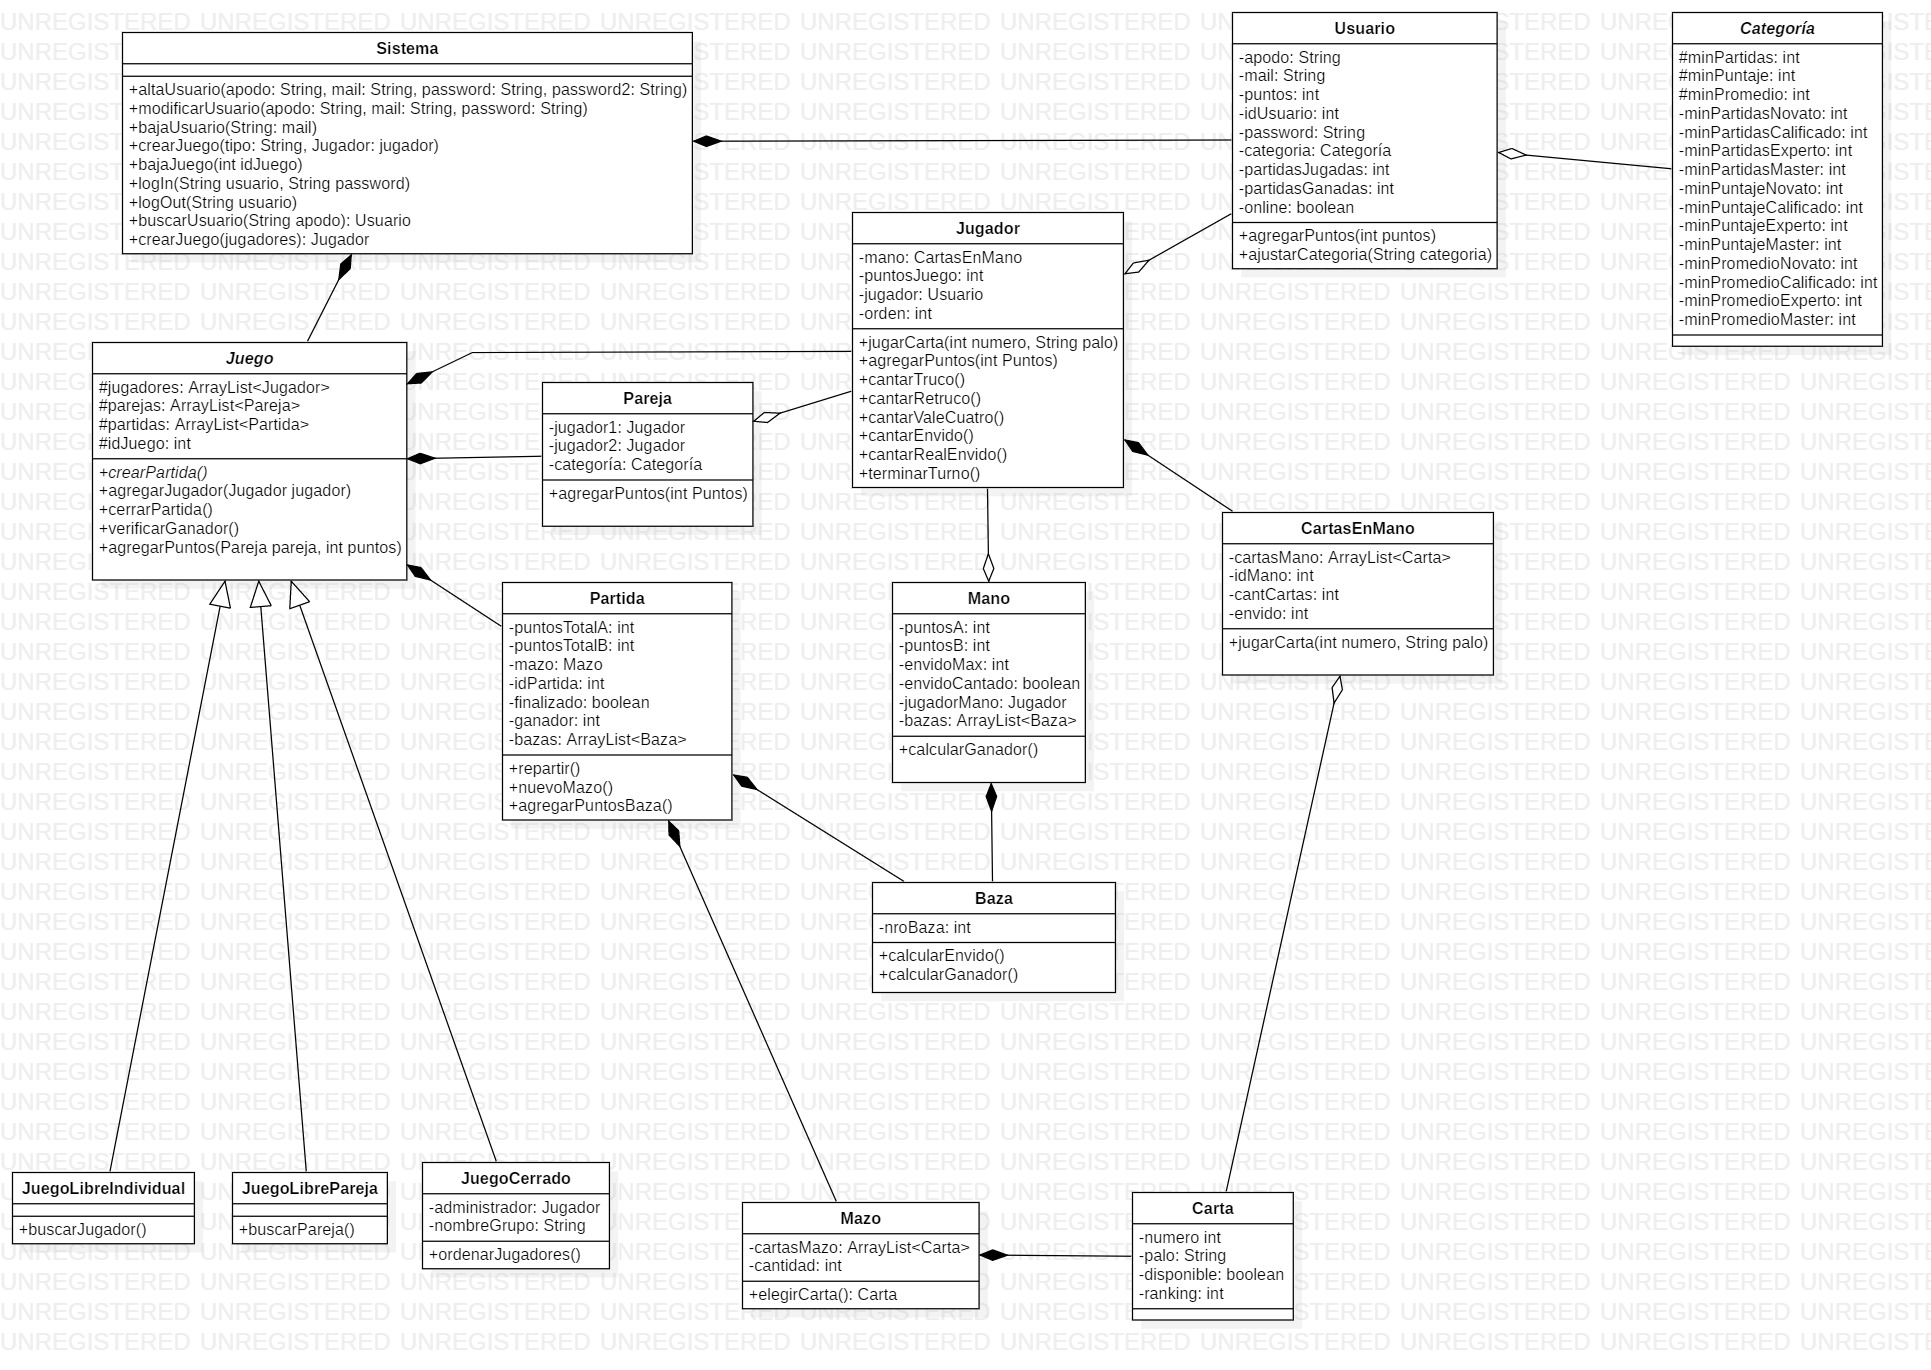 Sistema
+altaUsuario(apodo: String, mail: String, password: String, password2: String)
+modificarUsuario(apodo: String, mail: String, password: String)
+bajaUsuario(String: mail)
+crearJuego(tipo: String, Jugador: jugador)
+bajaJuego(int idJuego)
+logIn(String usuario, String password)
+logOut(String usuario)
+buscarUsuario(String apodo): Usuario
+crearJuego(jugadores): Jugador
Usuario
-apodo: String
-mail: String
-puntos: int
-idUsuario: int
-password: String
-categoria: Categoría
-partidasJugadas: int
-partidasGanadas: int
-online: boolean
+agregarPuntos(int puntos)
+ajustarCategoria(String categoria)
Categoría
#minPartidas: int
#minPuntaje: int
#minPromedio: int
-minPartidasNovato: int
-minPartidasCalificado: int
-minPartidasExperto: int
-minPartidasMaster: int
-minPuntajeNovato: int
-minPuntajeCalificado: int
-minPuntajeExperto: int
-minPuntajeMaster: int
-minPromedioNovato: int
-minPromedioCalificado: int
-minPromedioExperto: int
-minPromedioMaster: int
Jugador
-mano: CartasEnMano
-puntosJuego: int
-jugador: Usuario
-orden: int
+jugarCarta(int numero, String palo)
+agregarPuntos(int Puntos)
+cantarTruco()
+cantarRetruco()
+cantarValeCuatro()
+cantarEnvido()
+cantarRealEnvido()
+terminarTurno()
Juego
#jugadores: ArrayList<Jugador>
#parejas: ArrayList<Pareja>
#partidas: ArrayList<Partida>
#idJuego: int
+crearPartida()
+agregarJugador(Jugador jugador)
+cerrarPartida()
+verificarGanador()
+agregarPuntos(Pareja pareja, int puntos)
Pareja
-jugador1: Jugador
-jugador2: Jugador
-categoría: Categoría
+agregarPuntos(int Puntos)
CartasEnMano
-cartasMano: ArrayList<Carta>
-idMano: int
-cantCartas: int
-envido: int
+jugarCarta(int numero, String palo)
Partida
-puntosTotalA: int
-puntosTotalB: int
-mazo: Mazo
-idPartida: int
-finalizado: boolean
-ganador: int
-bazas: ArrayList<Baza>
+repartir()
+nuevoMazo()
+agregarPuntosBaza()
Mano
-puntosA: int
-puntosB: int
-envidoMax: int
-envidoCantado: boolean
-jugadorMano: Jugador
-bazas: ArrayList<Baza>
+calcularGanador()
Baza
-nroBaza: int
+calcularEnvido()
+calcularGanador()
JuegoLibreIndividual
+buscarJugador()
JuegoLibrePareja
+buscarPareja()
JuegoCerrado
-administrador: Jugador
-nombreGrupo: String
+ordenarJugadores()
Mazo
-cartasMazo: ArrayList<Carta>
-cantidad: int
+elegirCarta(): Carta
Carta
-numero int
-palo: String
-disponible: boolean
-ranking: int